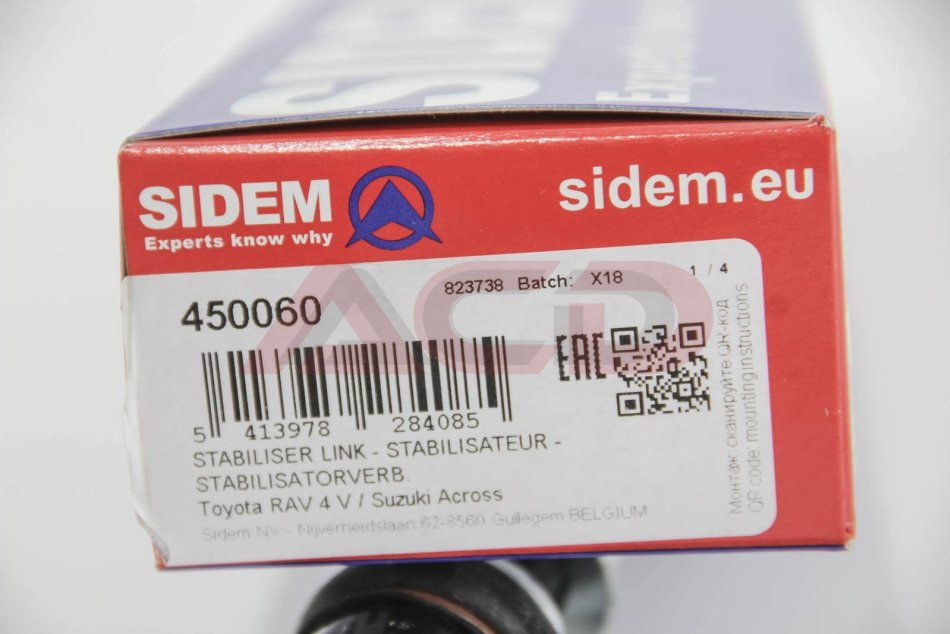 SIDEM
Experts know why
sidem.eu
450060
823738 Batch: X18
1 / 4
ACD
EAC
5 413978 284085
STABILISER LINK - STABILISATEUR -
STABILISATORVERB.
Toyota RAV 4 V / Suzuki Across
Sidem NV - Nijverheidslaan 62-8560 Gullegem BELGIUM
Монтаж: сканируйте QR-код
QR code mounting instructions